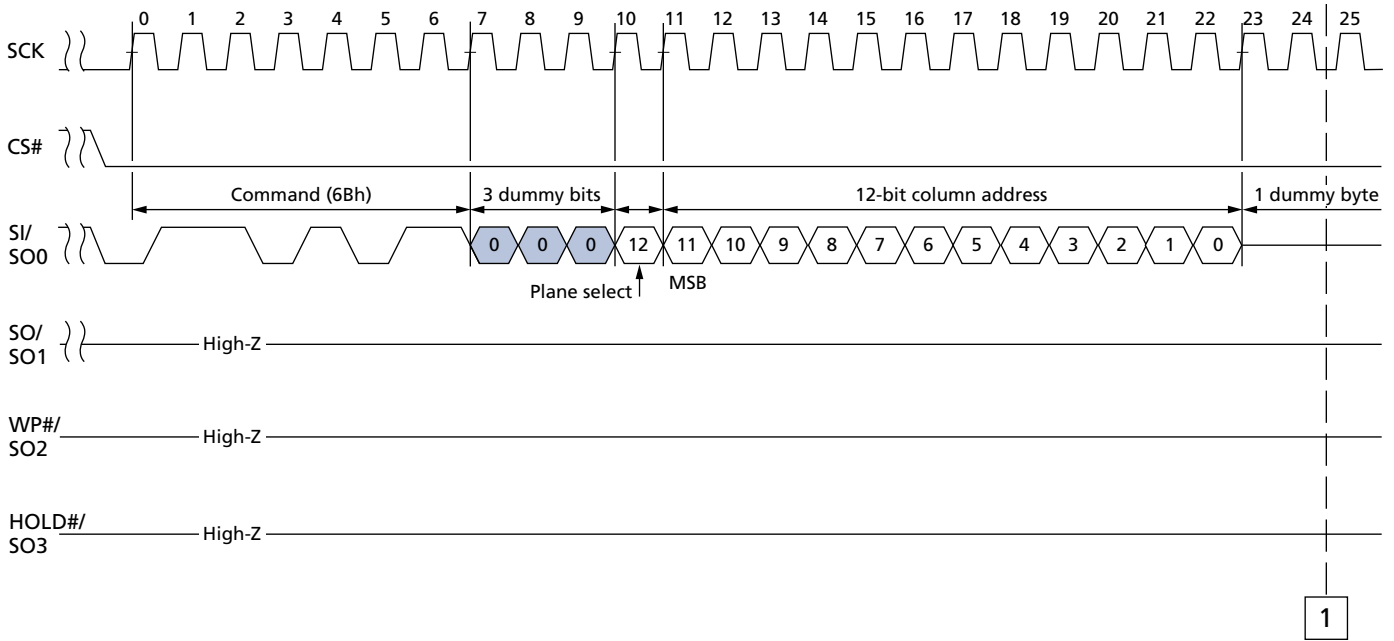 0 1 2 3 4 5 6 7 8 9 10 11 12 13 14 15 16 17 18 19 20 21 22 23 24 25
SCK
CS#
Command (6Bh) 3 dummy bits 12-bit column address 1 dummy byte
SI/
SO0
0 0 0 12 11 10 9 8 7 6 5 4 3 2 1 0
Plane select MSB
SO/
SO1
High-Z
WP#/
SO2
High-Z
HOLD#/
SO3
High-Z
1